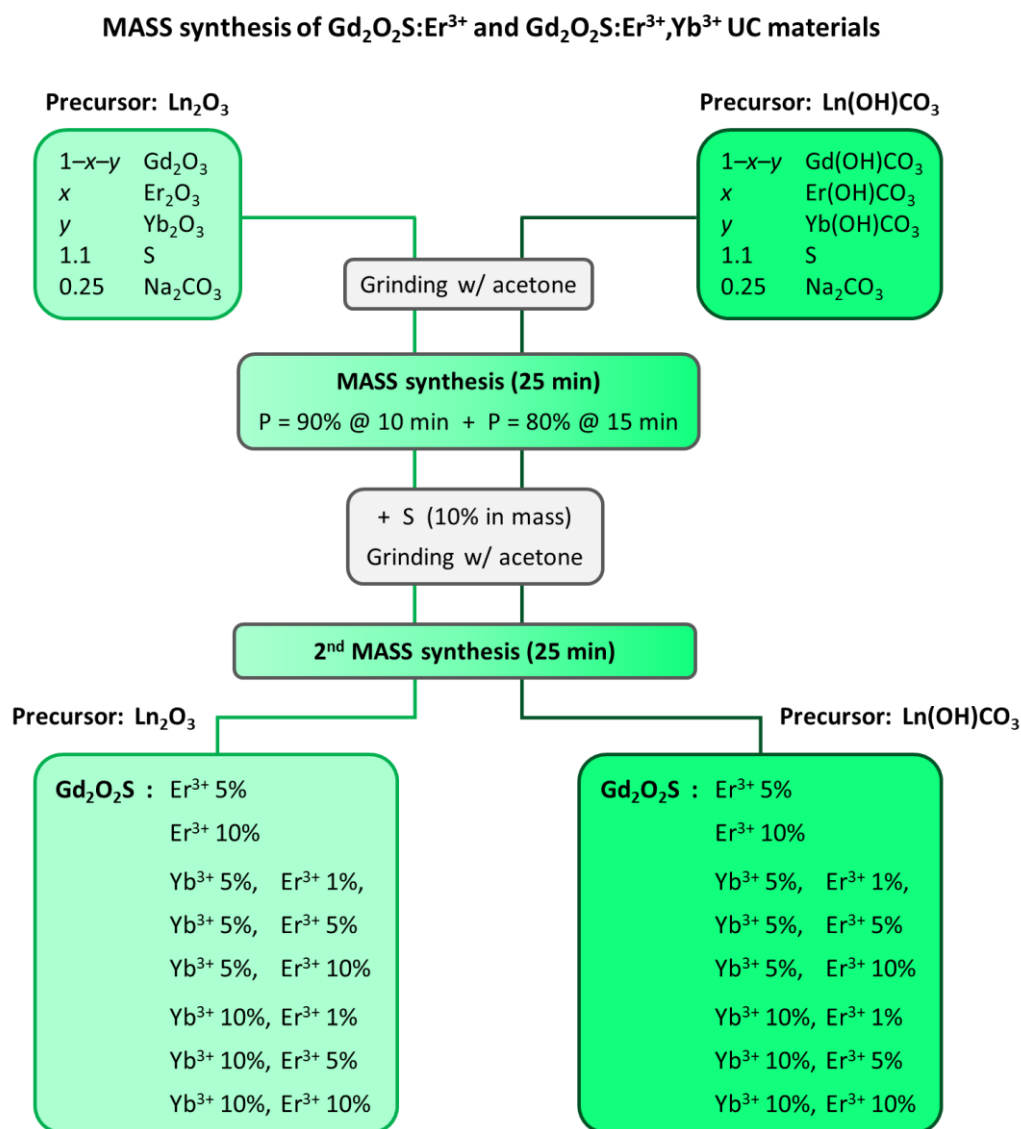 MASS synthesis of Gd₂O₂S:Er³⁺ and Gd₂O₂S:Er³⁺,Yb³⁺ UC materials
Precursor: Ln₂O₃
1–x–y Gd₂O₃
x Er₂O₃
y Yb₂O₃
1.1 S
0.25 Na₂CO₃
Precursor: Ln(OH)CO₃
1–x–y Gd(OH)CO₃
x Er(OH)CO₃
y Yb(OH)CO₃
1.1 S
0.25 Na₂CO₃
Grinding w/ acetone
MASS synthesis (25 min)
P = 90% @ 10 min + P = 80% @ 15 min
+ S (10% in mass)
Grinding w/ acetone
2ⁿᵈ MASS synthesis (25 min)
Precursor: Ln₂O₃
Gd₂O₂S : Er³⁺ 5%
Er³⁺ 10%
Yb³⁺ 5%, Er³⁺ 1%,
Yb³⁺ 5%, Er³⁺ 5%
Yb³⁺ 5%, Er³⁺ 10%
Yb³⁺ 10%, Er³⁺ 1%
Yb³⁺ 10%, Er³⁺ 5%
Yb³⁺ 10%, Er³⁺ 10%
Precursor: Ln(OH)CO₃
Gd₂O₂S : Er³⁺ 5%
Er³⁺ 10%
Yb³⁺ 5%, Er³⁺ 1%,
Yb³⁺ 5%, Er³⁺ 5%
Yb³⁺ 5%, Er³⁺ 10%
Yb³⁺ 10%, Er³⁺ 1%
Yb³⁺ 10%, Er³⁺ 5%
Yb³⁺ 10%, Er³⁺ 10%